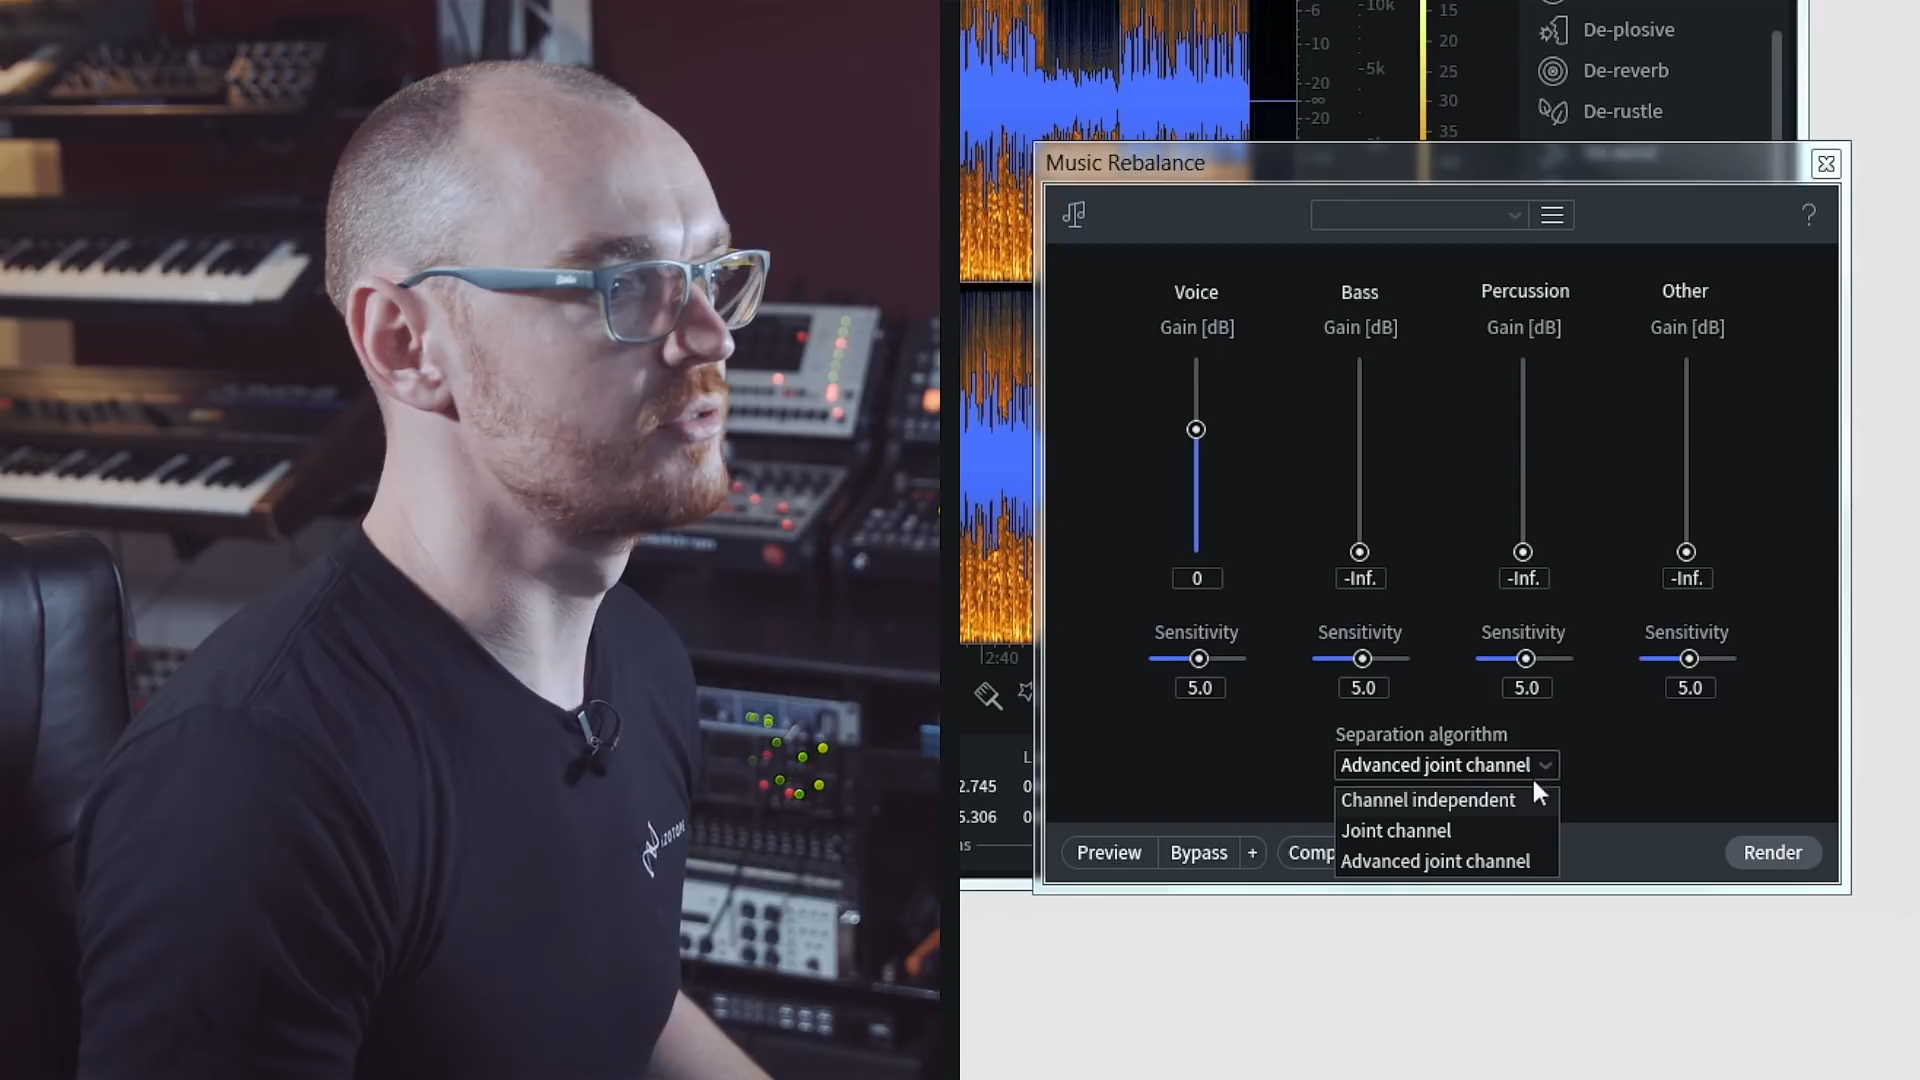 -6
-10k
15
De-plosive
-10
20
-5k
De-reverb
-20
25
-∞
30
-20
De-rustle
35
Music Rebalance
?
Voice
Bass
Percussion
Other
Gain [dB]
Gain [dB]
Gain [dB]
Gain [dB]
0
-Inf.
-Inf.
-Inf.
Sensitivity
Sensitivity
Sensitivity
Sensitivity
5.0
5.0
5.0
5.0
2:40
Separation algorithm
Advanced joint channel
Channel independent
Joint channel
Advanced joint channel
L
2.745
0
5.306
0
Preview
Bypass
+
Comp
Render
iZOTOPE